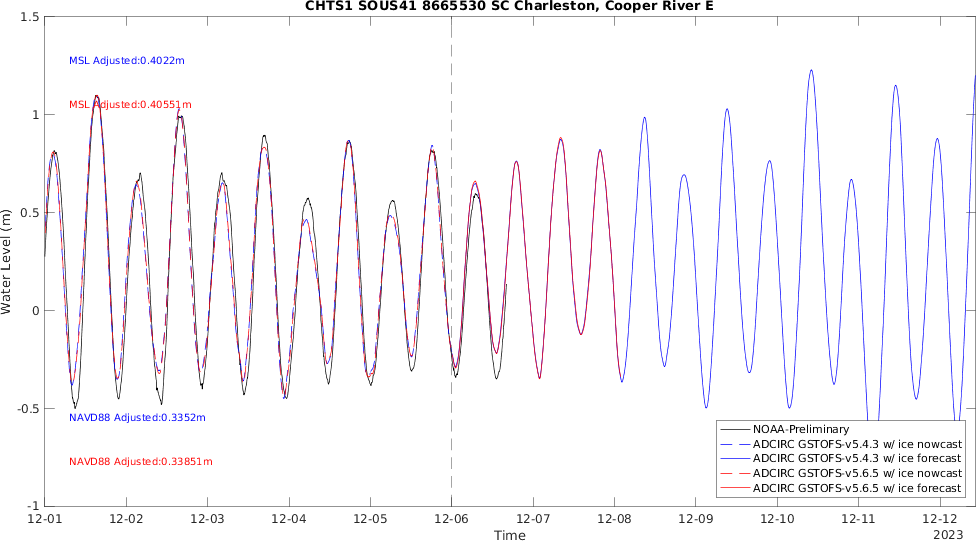 CHTS1 SOUS41 8665530 SC Charleston, Cooper River E
1.5
1
0.5
0
-0.5
-1
Water Level (m)
MSL Adjusted:0.4022m
MSL Adjusted:0.40551m
NAVD88 Adjusted:0.3352m
NAVD88 Adjusted:0.33851m
NOAA-Preliminary
ADCIRC GSTOFS-v5.4.3 w/ ice nowcast
ADCIRC GSTOFS-v5.4.3 w/ ice forecast
ADCIRC GSTOFS-v5.6.5 w/ ice nowcast
ADCIRC GSTOFS-v5.6.5 w/ ice forecast
12-01 12-02 12-03 12-04 12-05 12-06 12-07 12-08 12-09 12-10 12-11 12-12
2023
Time